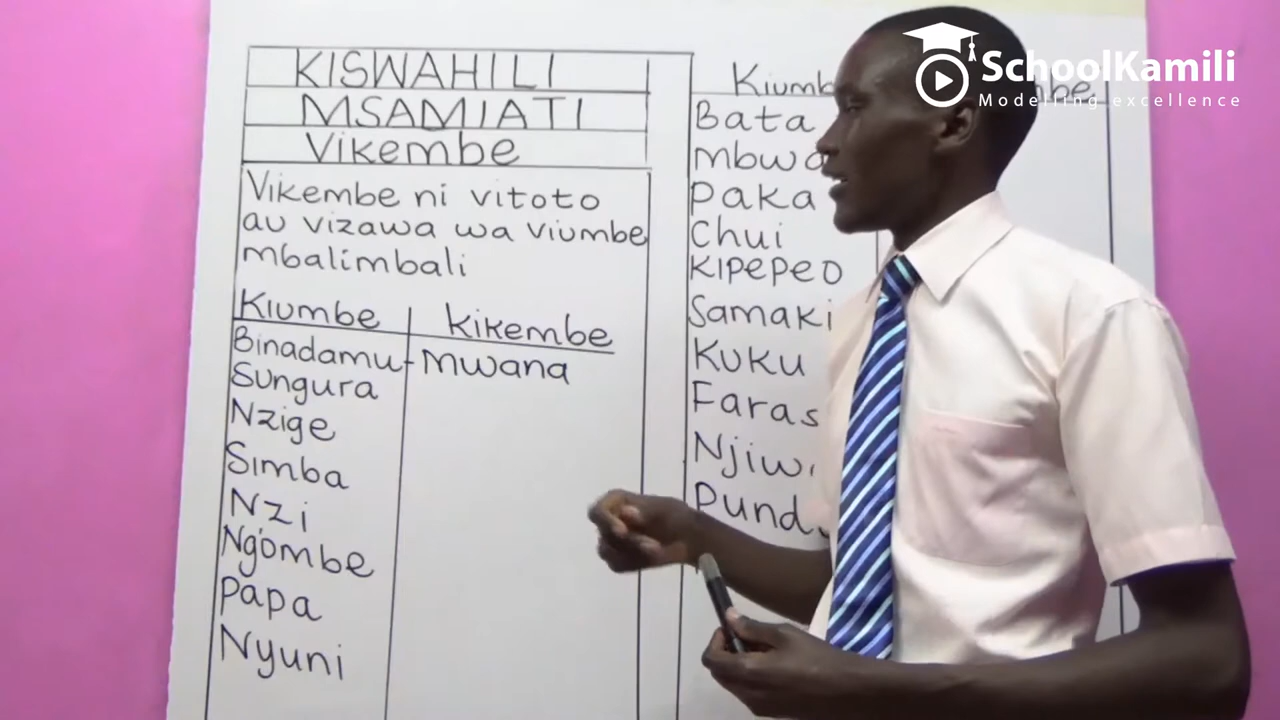 KISWAHILI
MSAMIATI
Vikembe
Vikembe ni vitoto
au vizawa wa viumbe
mbalimbali
Kiumbe kikembe
Binadamu - Mwana
Sungura
Nzige
Simba
Nzi
Ng'ombe
Papa
Nyuni
Bata
mbwa
Paka
Chui
KIPEPEO
Samaki
Kuku
SchoolKamili
Modelling excellence